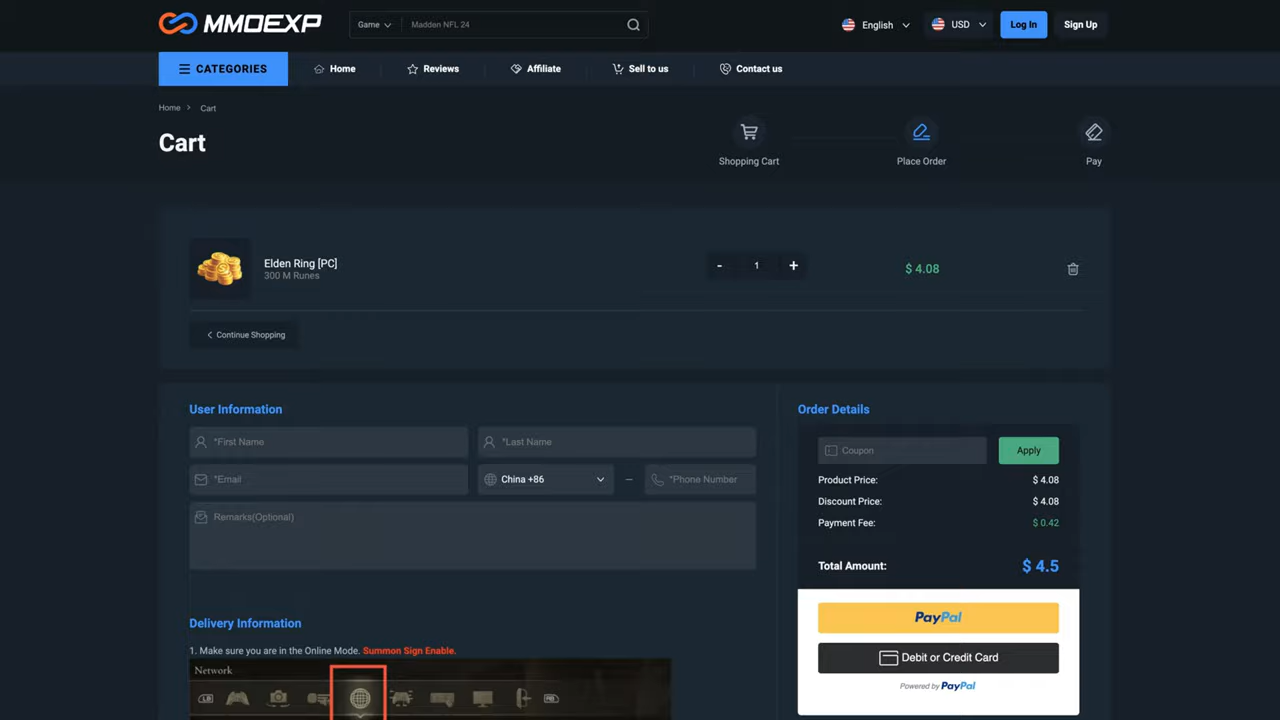 MMOEXP
Game
Madden NFL 24
English
USD
Log In
Sign Up
CATEGORIES
Home
Reviews
Affiliate
Sell to us
Contact us
Home > Cart
Cart
Shopping Cart
Place Order
Pay
Elden Ring [PC]
300 M Runes
- 1 +
$ 4.08
< Continue Shopping
User Information
*First Name
*Last Name
*Email
China +86
–
*Phone Number
Remarks(Optional)
Delivery Information
1. Make sure you are in the Online Mode. Summon Sign Enable.
Network
Order Details
Coupon
Apply
Product Price: $ 4.08
Discount Price: $ 4.08
Payment Fee: $ 0.42
Total Amount: $ 4.5
PayPal
Debit or Credit Card
Powered by PayPal